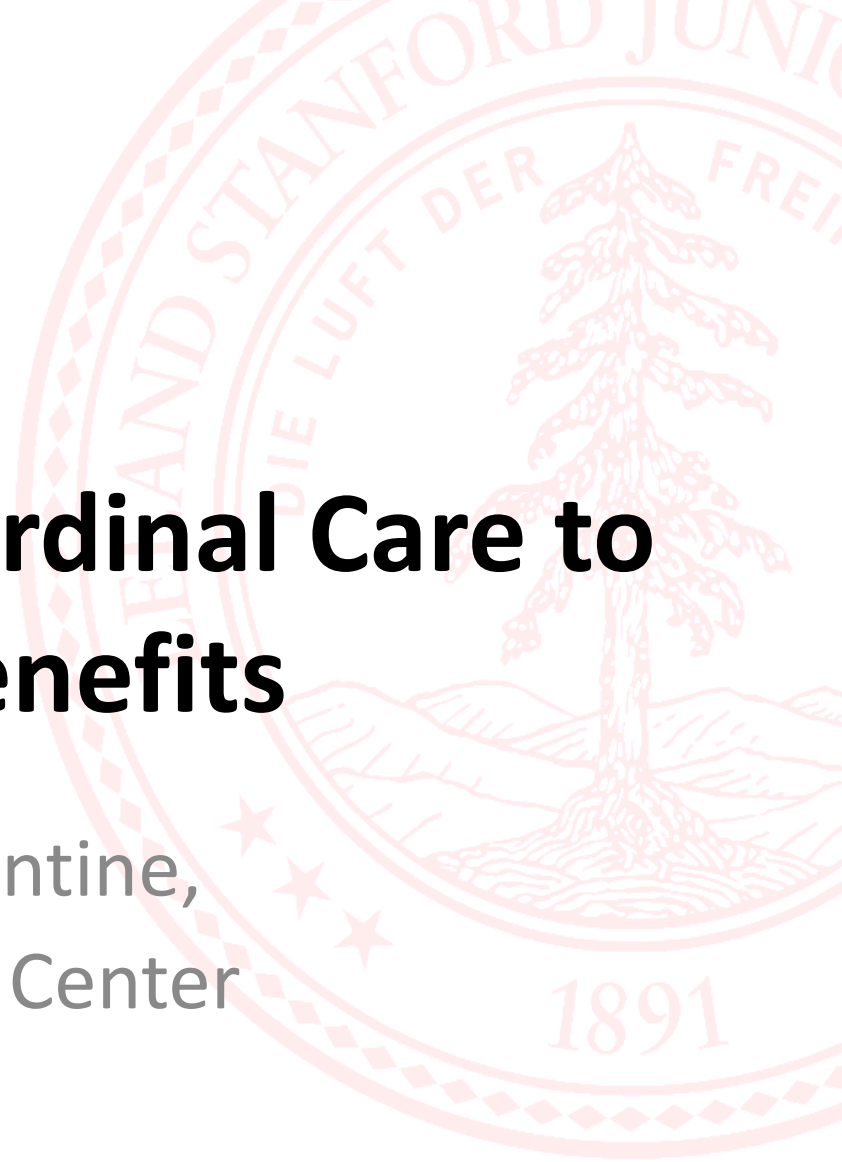 LELAND STANFORD JUNI
DIE LUFT DER FREI
rdinal Care to
enefits
ntine,
Center
1891